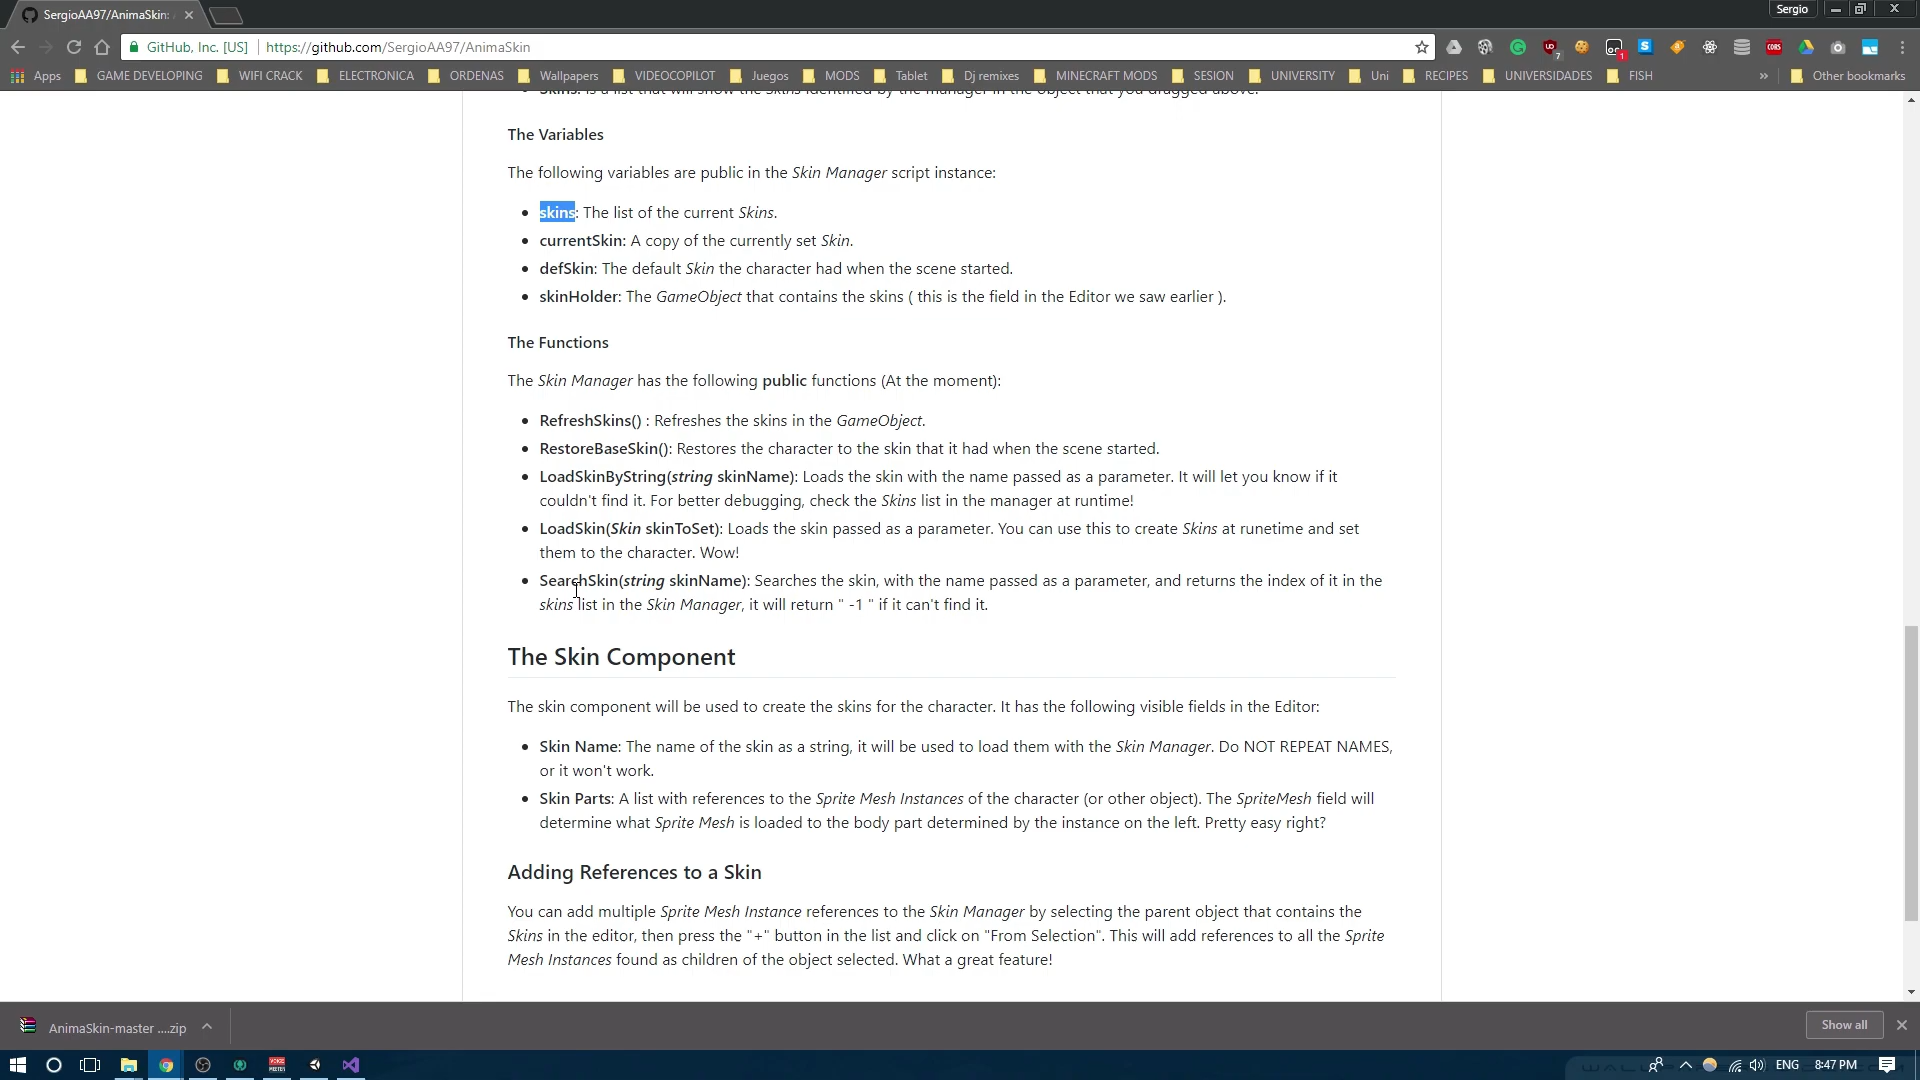 SergioAA97/AnimaSkin:
Sergio
GitHub, Inc. [US] https://github.com/SergioAA97/AnimaSkin
Apps GAME DEVELOPING WIFI CRACK ELECTRONICA ORDENAS Wallpapers VIDEOCOPILOT Juegos MODS Tablet Dj remixes MINECRAFT MODS SESION UNIVERSITY Uni RECIPES UNIVERSIDADES FISH » Other bookmarks
Skins: Is a list that will show the Skins identified by the manager in the object that you dragged above.
The Variables
The following variables are public in the Skin Manager script instance:
• skins: The list of the current Skins.
• currentSkin: A copy of the currently set Skin.
• defSkin: The default Skin the character had when the scene started.
• skinHolder: The GameObject that contains the skins ( this is the field in the Editor we saw earlier ).
The Functions
The Skin Manager has the following public functions (At the moment):
• RefreshSkins() : Refreshes the skins in the GameObject.
• RestoreBaseSkin(): Restores the character to the skin that it had when the scene started.
• LoadSkinByString(string skinName): Loads the skin with the name passed as a parameter. It will let you know if it
couldn't find it. For better debugging, check the Skins list in the manager at runtime!
• LoadSkin(Skin skinToSet): Loads the skin passed as a parameter. You can use this to create Skins at runetime and set
them to the character. Wow!
• SearchSkin(string skinName): Searches the skin, with the name passed as a parameter, and returns the index of it in the
skins list in the Skin Manager, it will return " -1 " if it can't find it.
The Skin Component
The skin component will be used to create the skins for the character. It has the following visible fields in the Editor:
• Skin Name: The name of the skin as a string, it will be used to load them with the Skin Manager. Do NOT REPEAT NAMES,
or it won't work.
• Skin Parts: A list with references to the Sprite Mesh Instances of the character (or other object). The SpriteMesh field will
determine what Sprite Mesh is loaded to the body part determined by the instance on the left. Pretty easy right?
Adding References to a Skin
You can add multiple Sprite Mesh Instance references to the Skin Manager by selecting the parent object that contains the
Skins in the editor, then press the "+" button in the list and click on "From Selection". This will add references to all the Sprite
Mesh Instances found as children of the object selected. What a great feature!
AnimaSkin-master ....zip
Show all
ENG 8:47 PM